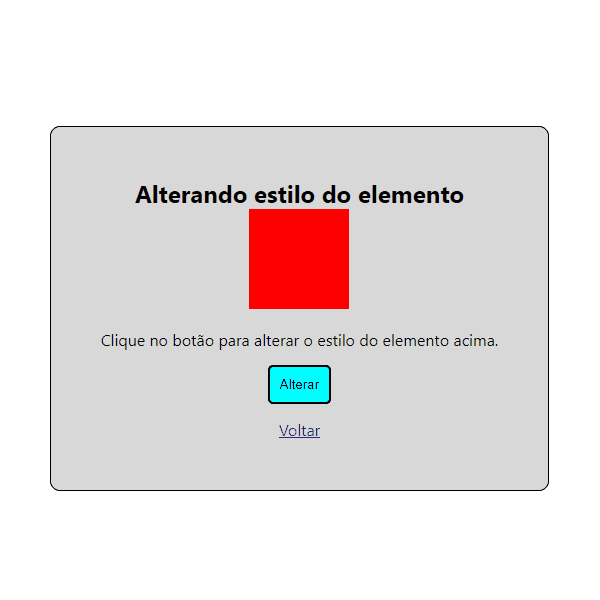 Alterando estilo do elemento
Clique no botão para alterar o estilo do elemento acima.
Alterar
Voltar